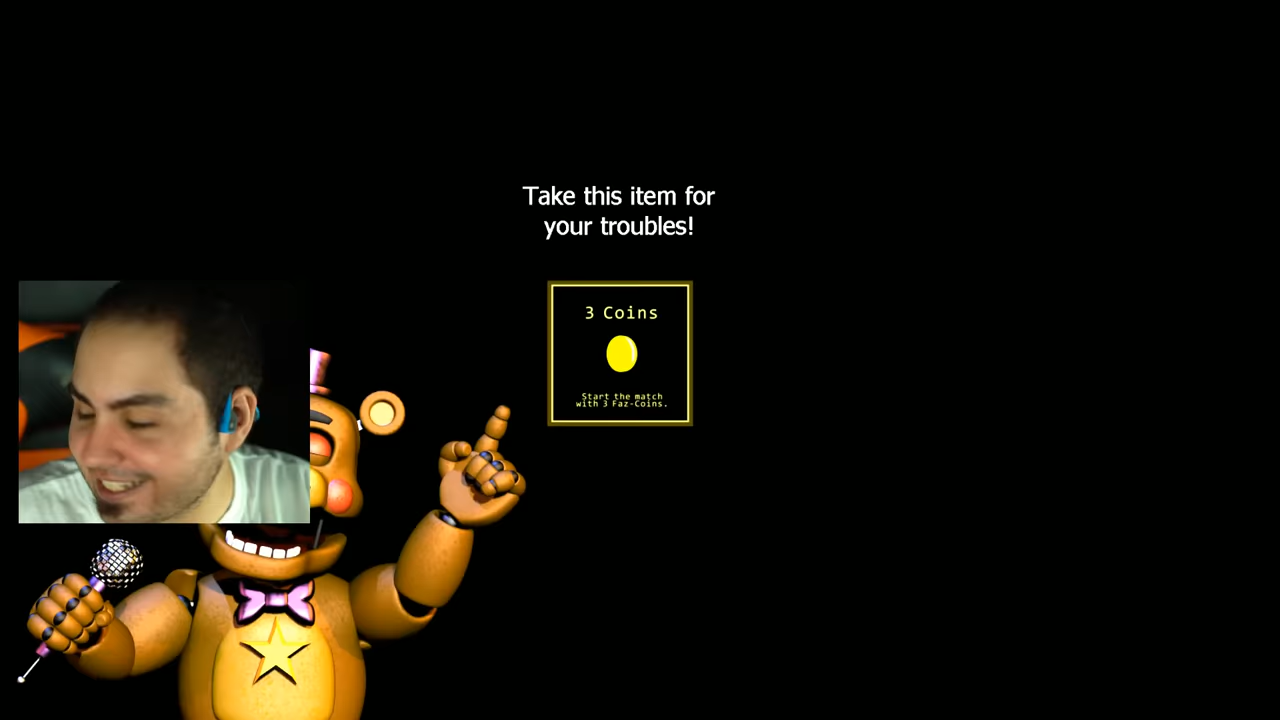 Take this item for
your troubles!
3 Coins
Start the match
with 3 Faz-Coins.